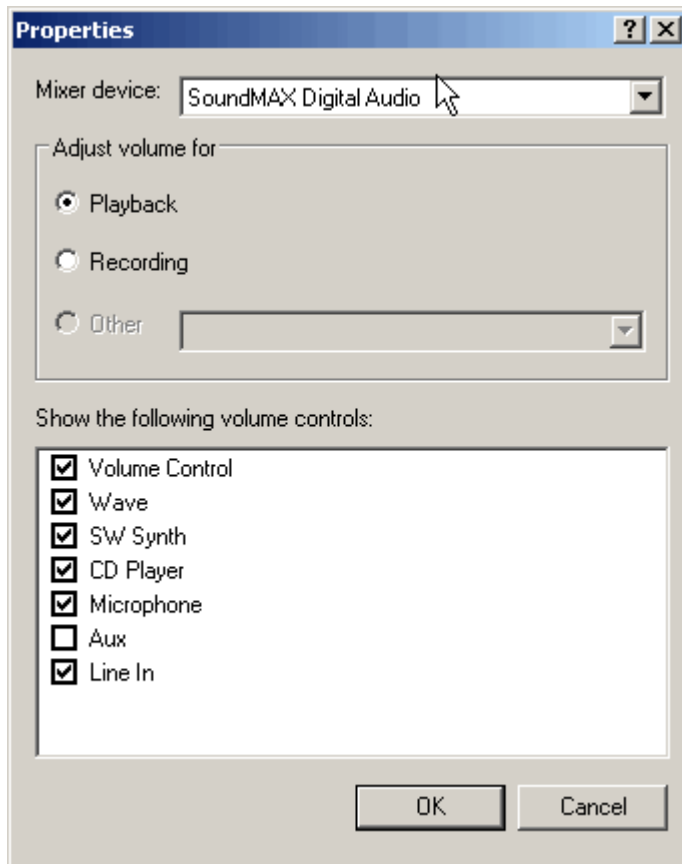 Properties
Mixer device: SoundMAX Digital Audio
Adjust volume for
Playback
Recording
Other
Show the following volume controls:
Volume Control
Wave
SW Synth
CD Player
Microphone
Aux
Line In
OK Cancel